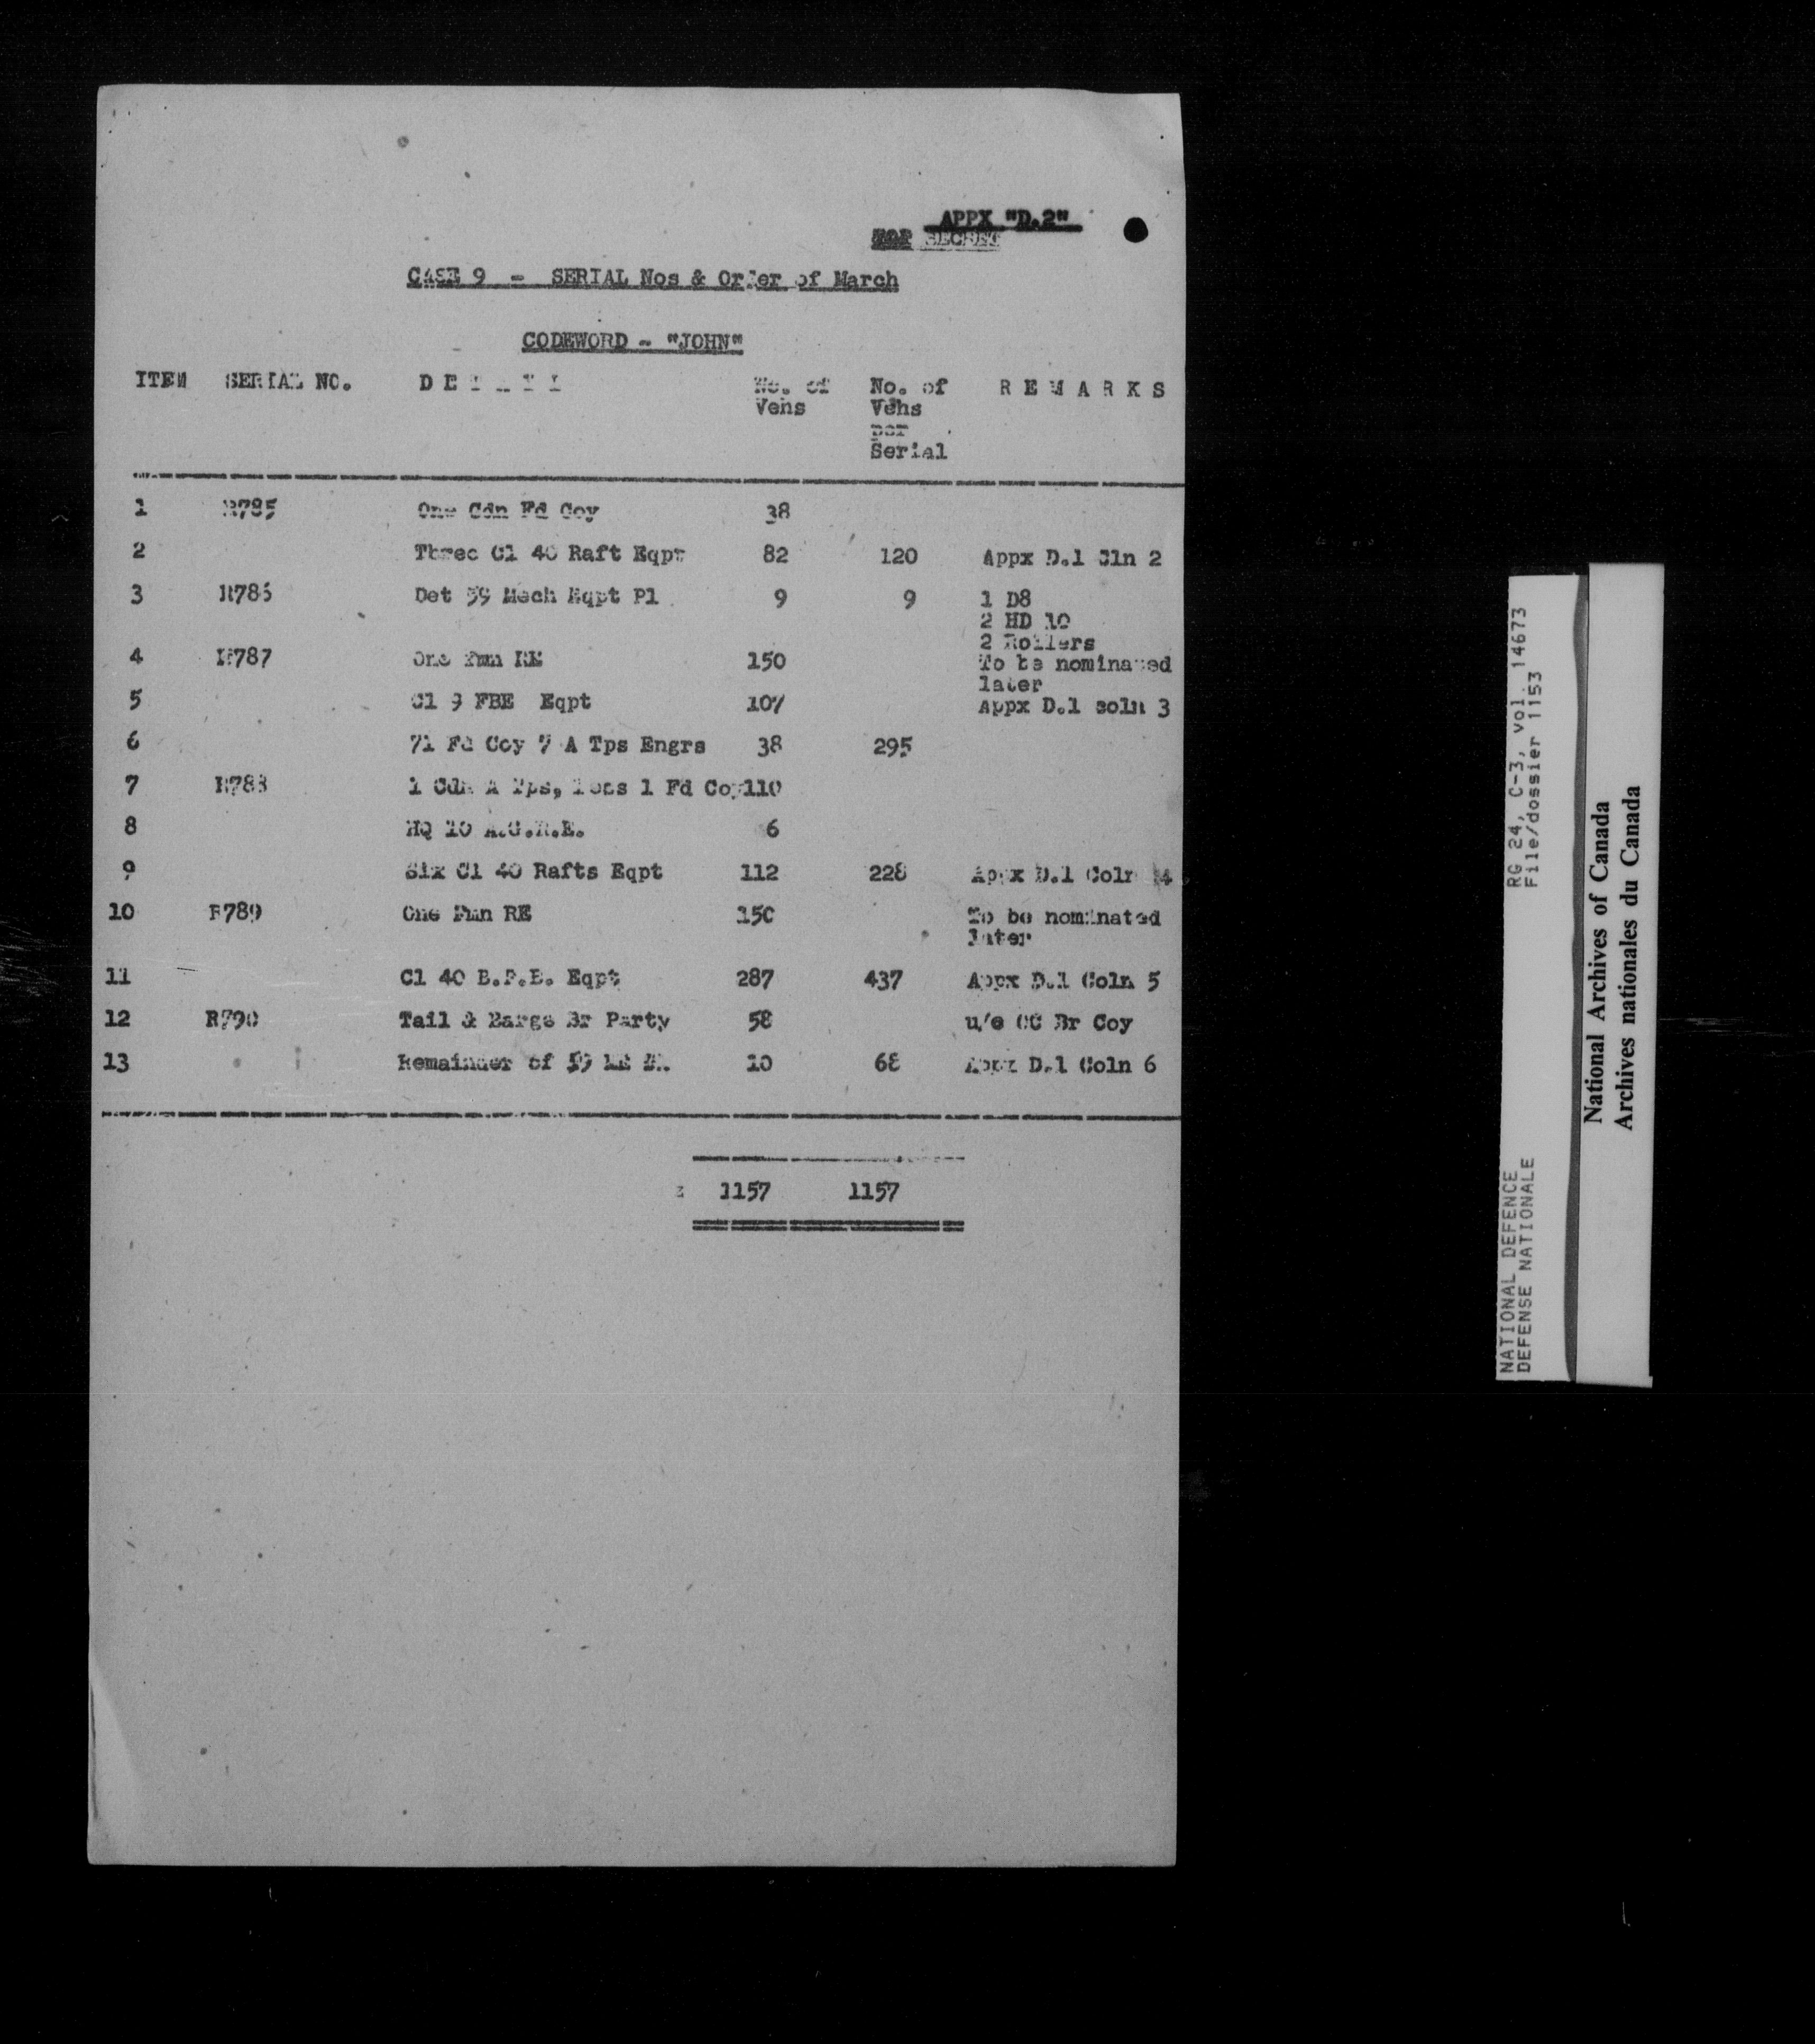 APPX "D.2"
TOP SECRET
CASE 9 - SERIAL Nos & Order of March
CODEWORD - "JOHN"
ITEM SERIAL NO. D E T A I L No. of Vehs No. of Vehs per Serial R E M A R K S
1 R785 One Cdn Fd Coy 38
2 Three Cl 40 Raft Eqpt 82 120 Appx D.1 Cln 2
3 R786 Det 59 Mech Eqpt Pl 9 9 1 D8
2 HD 10
2 Rollers
4 R787 One Fmn RE 150 To be nominated
later
5 Cl 9 FBE Eqpt 107 Appx D.1 coln 3
6 71 Fd Coy 7 A Tps Engrs 38 295
7 R788 1 Cdn A Tps, less 1 Fd Coy 110
8 HQ 10 A.G.R.E. 6
9 Six Cl 40 Rafts Eqpt 112 228 Appx D.1 Coln 4
10 R789 One Fmn RE 150 To be nominated
later
11 Cl 40 B.P.B. Eqpt 287 437 Appx D.1 Coln 5
12 R790 Tail & Barge Br Party 58 u/c OC Br Coy
13 Remainder of 59 10 68 Appx D.1 Coln 6
1157 1157
NATIONAL DEFENCE RG 24, C-3, vol. 14673
DEFENSE NATIONALE File/dossier 1153
National Archives of Canada
Archives nationales du Canada